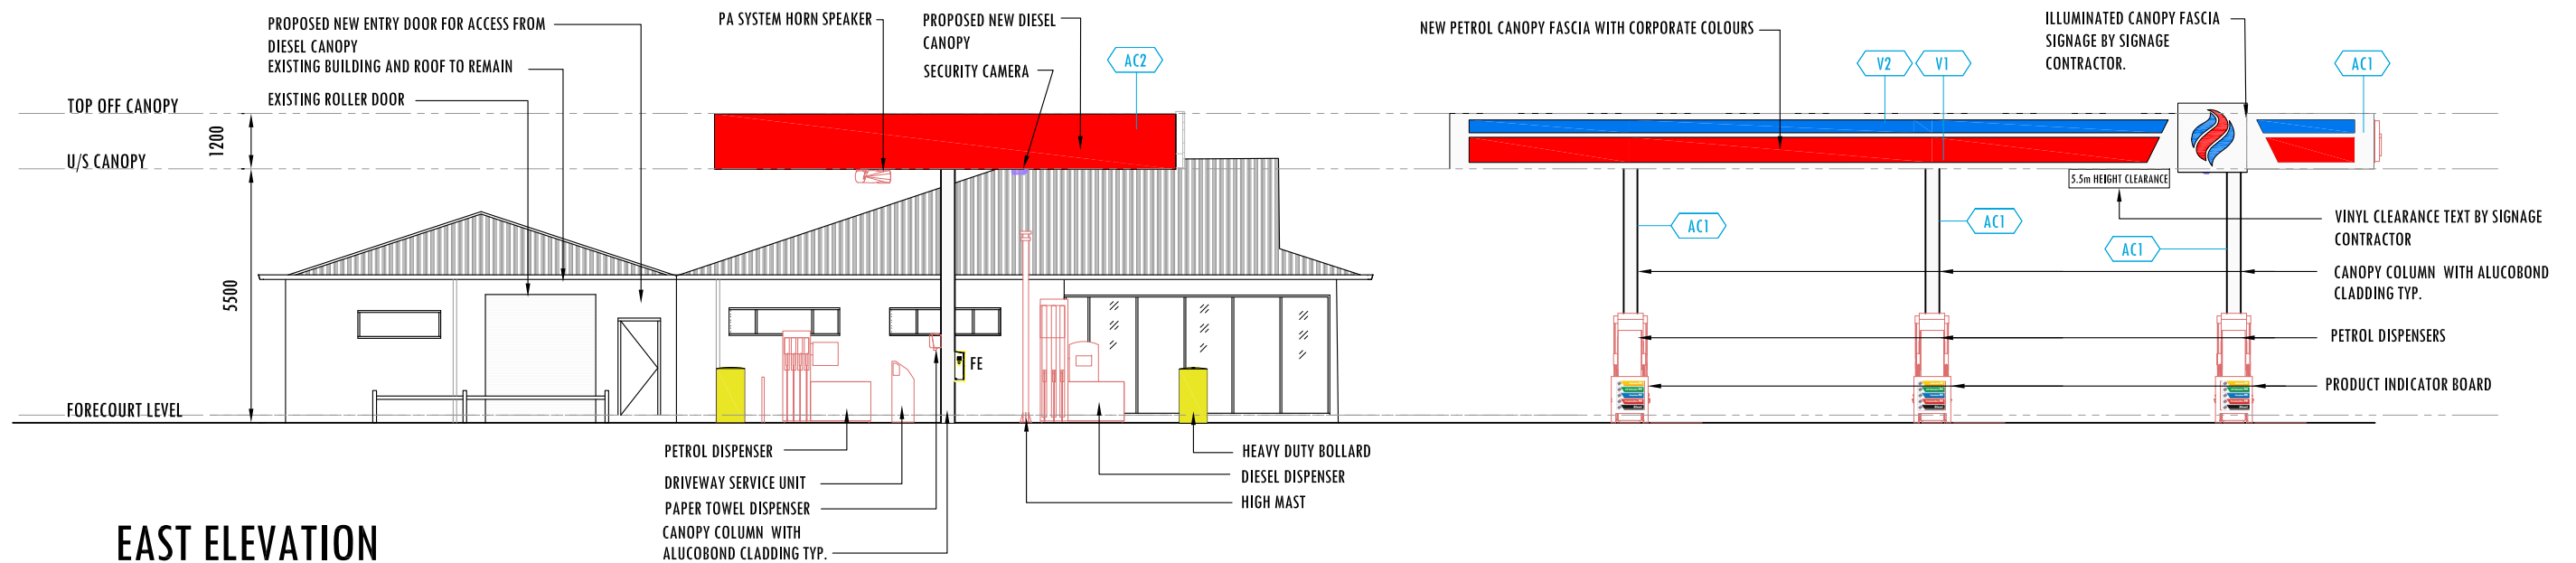 PROPOSED NEW ENTRY DOOR FOR ACCESS FROM
DIESEL CANOPY
EXISTING BUILDING AND ROOF TO REMAIN
EXISTING ROLLER DOOR
PA SYSTEM HORN SPEAKER
PROPOSED NEW DIESEL
CANOPY
SECURITY CAMERA
AC2
NEW PETROL CANOPY FASCIA WITH CORPORATE COLOURS
V2
V1
ILLUMINATED CANOPY FASCIA
SIGNAGE BY SIGNAGE
CONTRACTOR.
AC1
TOP OFF CANOPY
1200
U/S CANOPY
5500
FORECOURT LEVEL
5.5m HEIGHT CLEARANCE
AC1
AC1
AC1
VINYL CLEARANCE TEXT BY SIGNAGE
CONTRACTOR
CANOPY COLUMN WITH ALUCOBOND
CLADDING TYP.
PETROL DISPENSERS
PRODUCT INDICATOR BOARD
FE
PETROL DISPENSER
DRIVEWAY SERVICE UNIT
PAPER TOWEL DISPENSER
CANOPY COLUMN WITH
ALUCOBOND CLADDING TYP.
HEAVY DUTY BOLLARD
DIESEL DISPENSER
HIGH MAST
EAST ELEVATION